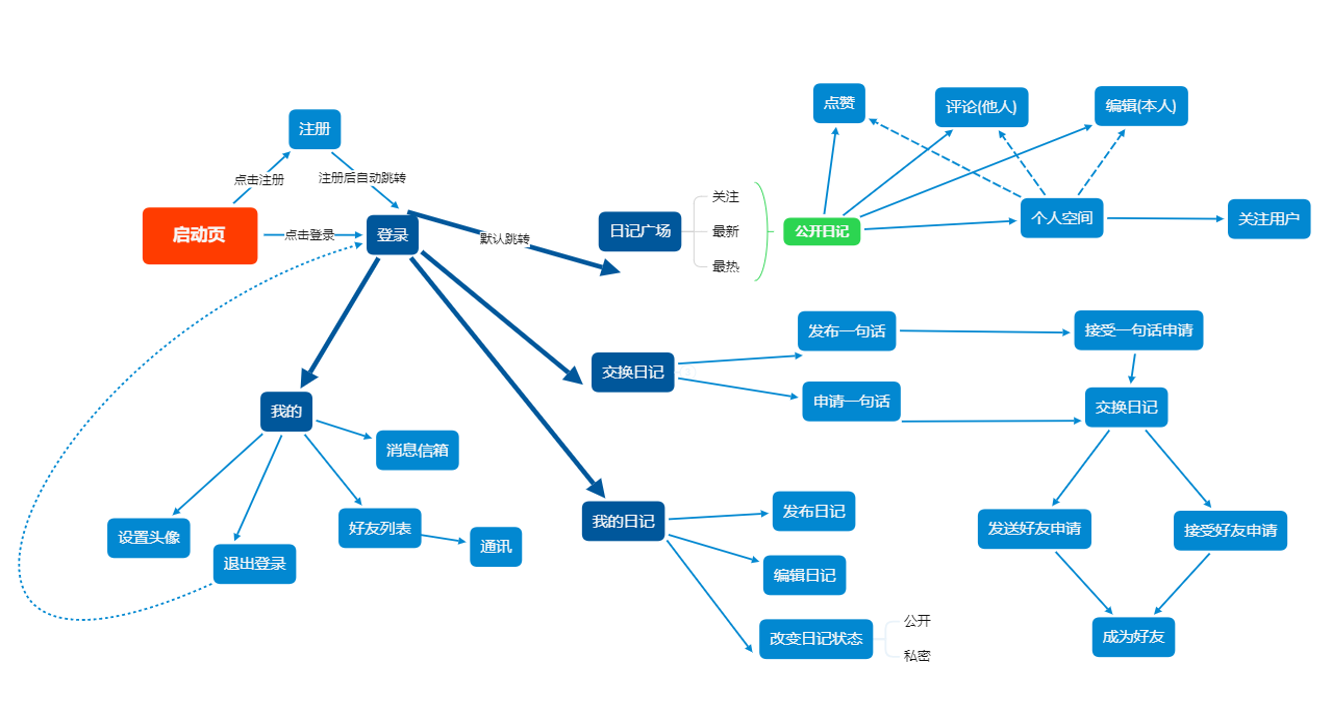 点赞
评论(他人)
编辑(本人)
注册
点击注册
注册后自动跳转
启动页
点击登录
登录
默认跳转
日记广场
关注
最新
最热
公开日记
个人空间
关注用户
发布一句话
接受一句话申请
交换日记
申请一句话
交换日记
我的
消息信箱
设置头像
退出登录
好友列表
通讯
我的日记
发布日记
编辑日记
改变日记状态
公开
私密
发送好友申请
接受好友申请
成为好友